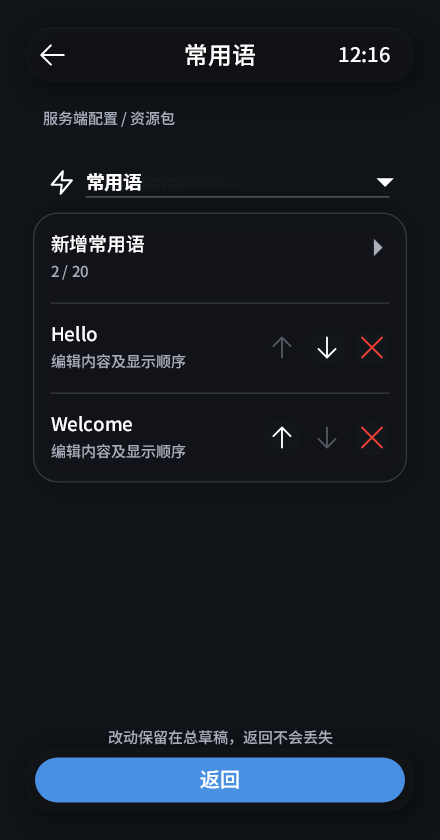 常用语
12:16
服务端配置 / 资源包
常用语
新增常用语
2 / 20
Hello
编辑内容及显示顺序
Welcome
编辑内容及显示顺序
改动保留在总草稿，返回不会丢失
返回